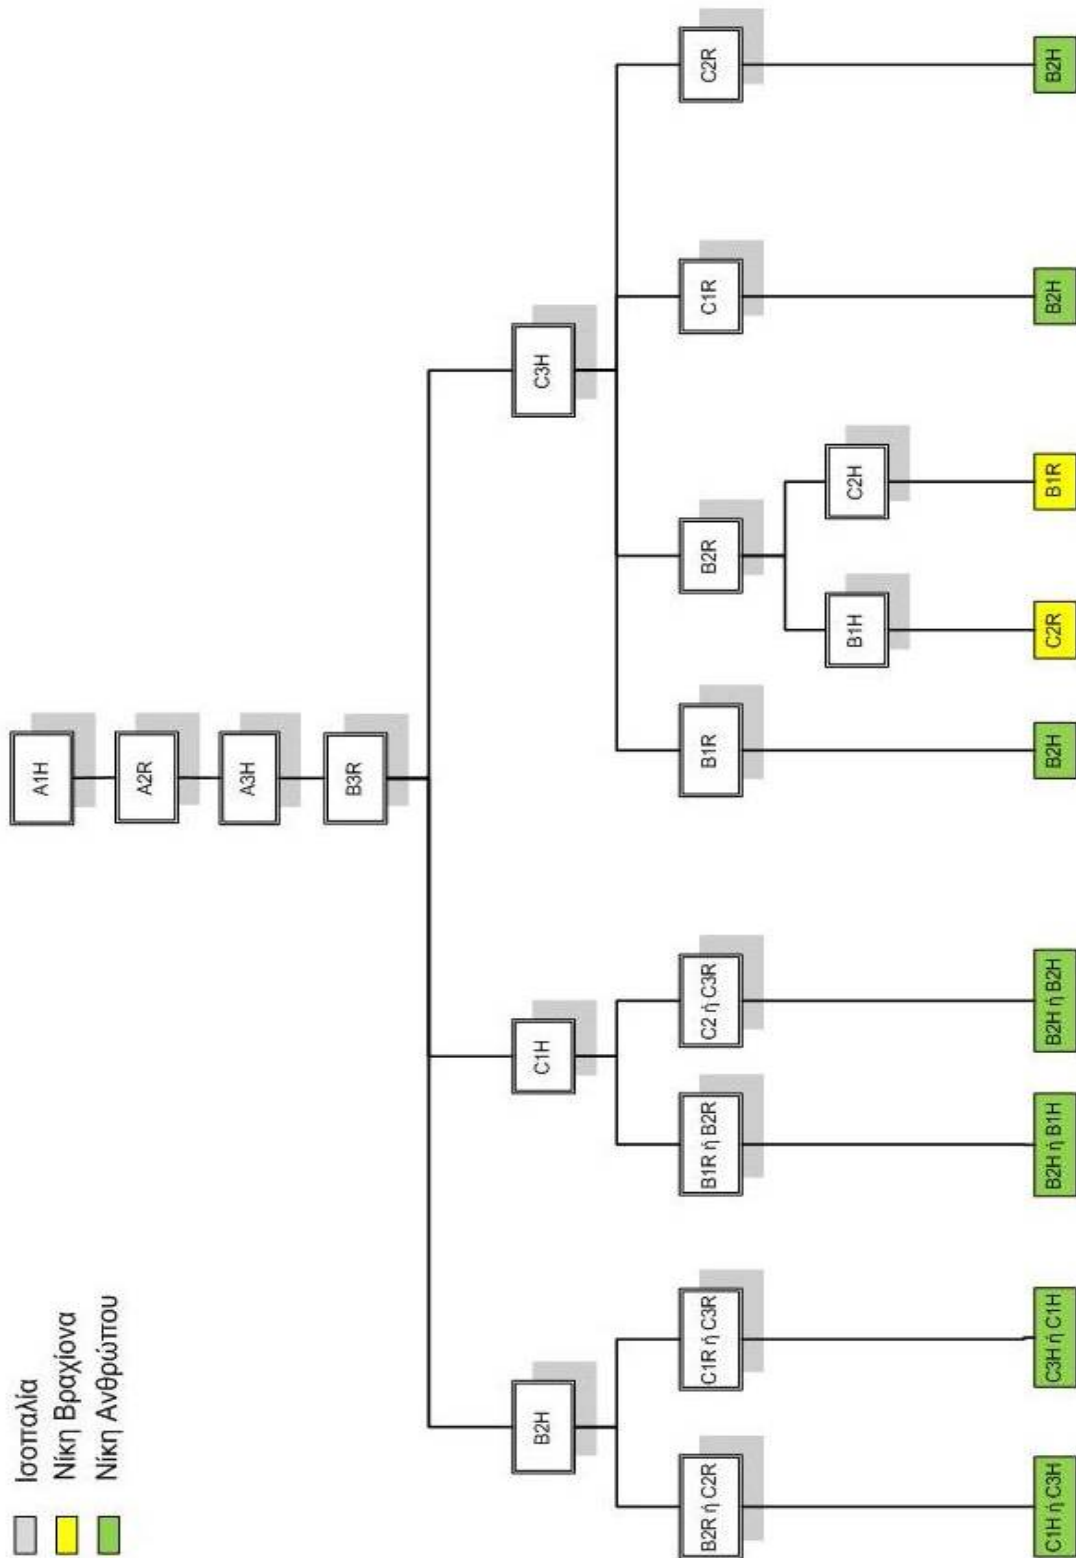 Ισοπαλία
Νίκη Βραχίονα
Νίκη Ανθρώπου
A1H
A2R
A3H
B3R
B2H
C1H
C3H
B2R ή C2R
C1R ή C3R
B1R ή B2R
C2 ή C3R
B1R
B2R
C1R
C2R
B1H
C2H
C1H ή C3H
C3H ή C1H
B2H ή B1H
B2H ή B2H
B2H
C2R
B1R
B2H
B2H